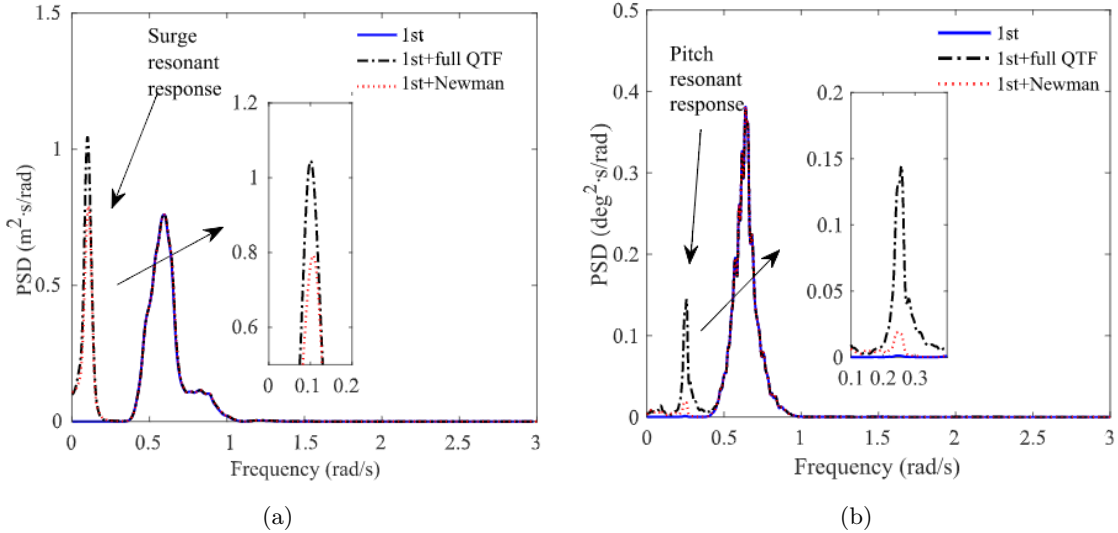 1.5
1
0.5
0
0
0.5
1
1.5
2
2.5
3
PSD (m²·s/rad)
Frequency (rad/s)
Surge
resonant
response
1st
1st+full QTF
1st+Newman
1.2
1
0.8
0.6
0
0.1
0.2
(a)
0.5
0.4
0.3
0.2
0.1
0
0
0.5
1
1.5
2
2.5
3
PSD (deg²·s/rad)
Frequency (rad/s)
Pitch
resonant
response
1st
1st+full QTF
1st+Newman
0.2
0.15
0.1
0.05
0
0.1
0.2
0.3
(b)